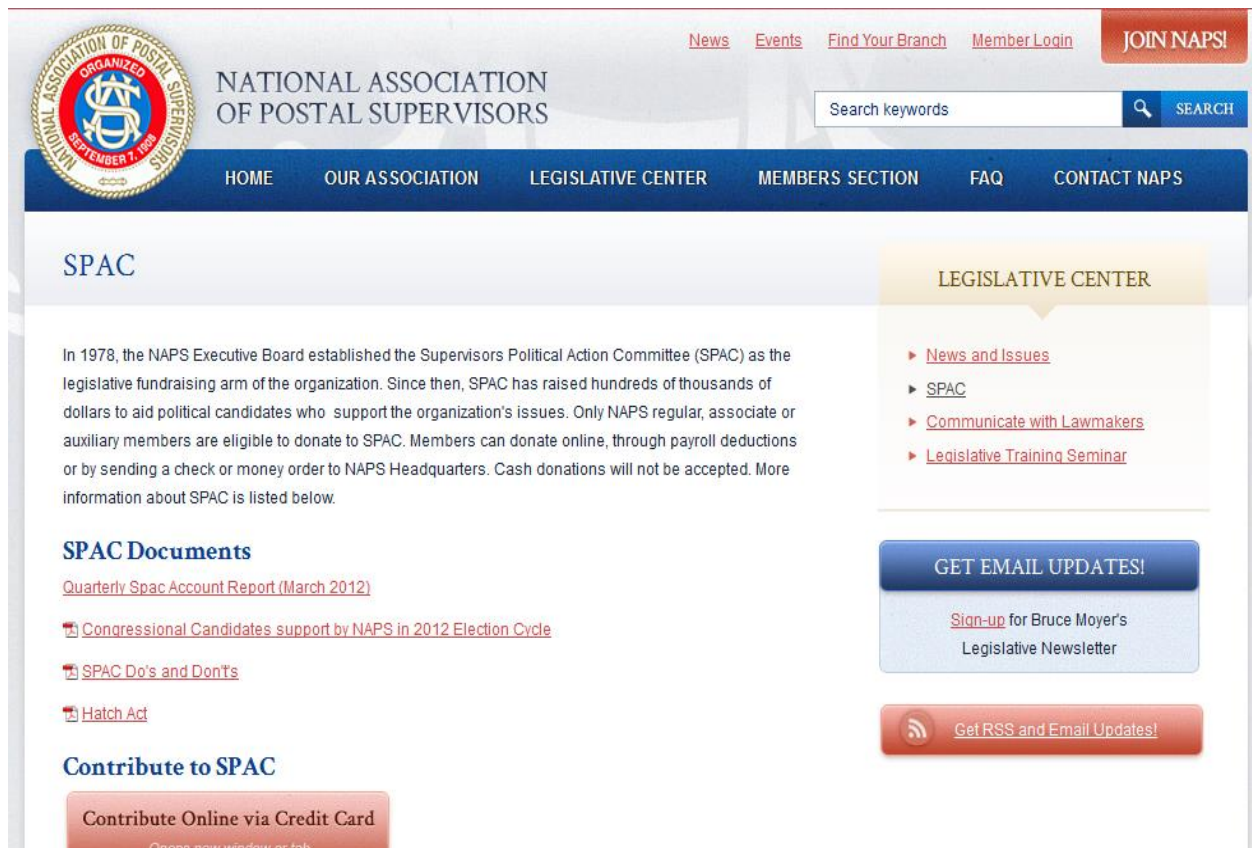 News Events Find Your Branch Member Login JOIN NAPS!
NATIONAL ASSOCIATION OF POSTAL SUPERVISORS
ORGANIZED
SEPTEMBER 7, 1908
NATIONAL ASSOCIATION
OF POSTAL SUPERVISORS
Search keywords SEARCH
HOME OUR ASSOCIATION LEGISLATIVE CENTER MEMBERS SECTION FAQ CONTACT NAPS
SPAC
In 1978, the NAPS Executive Board established the Supervisors Political Action Committee (SPAC) as the
legislative fundraising arm of the organization. Since then, SPAC has raised hundreds of thousands of
dollars to aid political candidates who support the organization's issues. Only NAPS regular, associate or
auxiliary members are eligible to donate to SPAC. Members can donate online, through payroll deductions
or by sending a check or money order to NAPS Headquarters. Cash donations will not be accepted. More
information about SPAC is listed below.
SPAC Documents
Quarterly Spac Account Report (March 2012)
Congressional Candidates support by NAPS in 2012 Election Cycle
SPAC Do's and Don't's
Hatch Act
Contribute to SPAC
Contribute Online via Credit Card
Opens new window or tab
LEGISLATIVE CENTER
News and Issues
SPAC
Communicate with Lawmakers
Legislative Training Seminar
GET EMAIL UPDATES!
Sign-up for Bruce Moyer's
Legislative Newsletter
Get RSS and Email Updates!